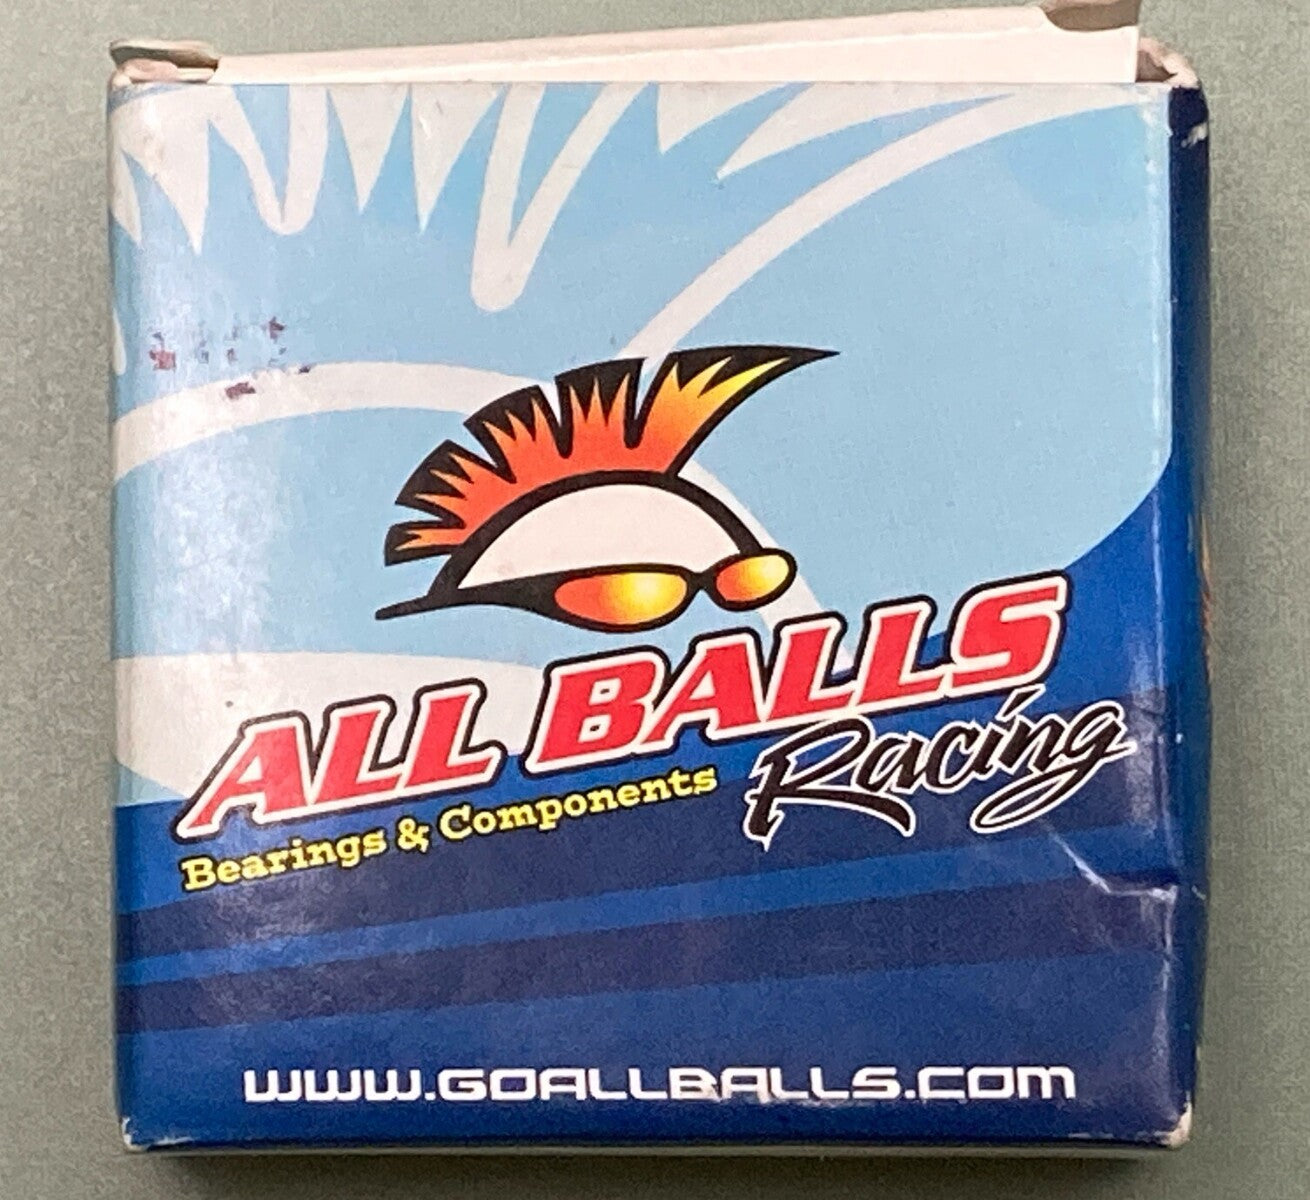 ALL BALLS
Racing
Bearings & Components
WWW.GOALLBALLS.COM